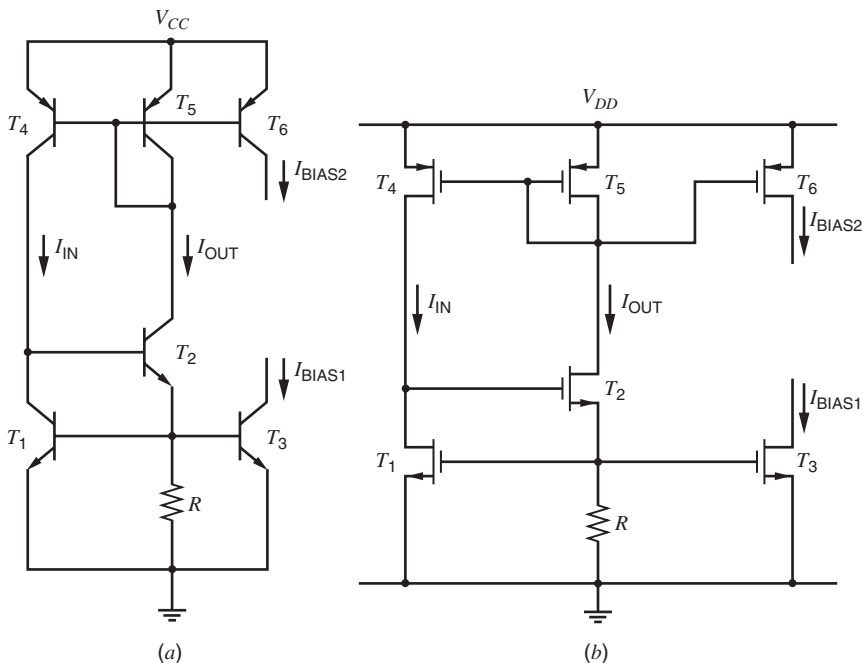 V_CC
T_4
T_5
T_6
I_BIAS2
I_IN
I_OUT
T_2
I_BIAS1
T_1
T_3
R
(a)
V_DD
T_4
T_5
T_6
I_BIAS2
I_IN
I_OUT
T_2
I_BIAS1
T_1
T_3
R
(b)